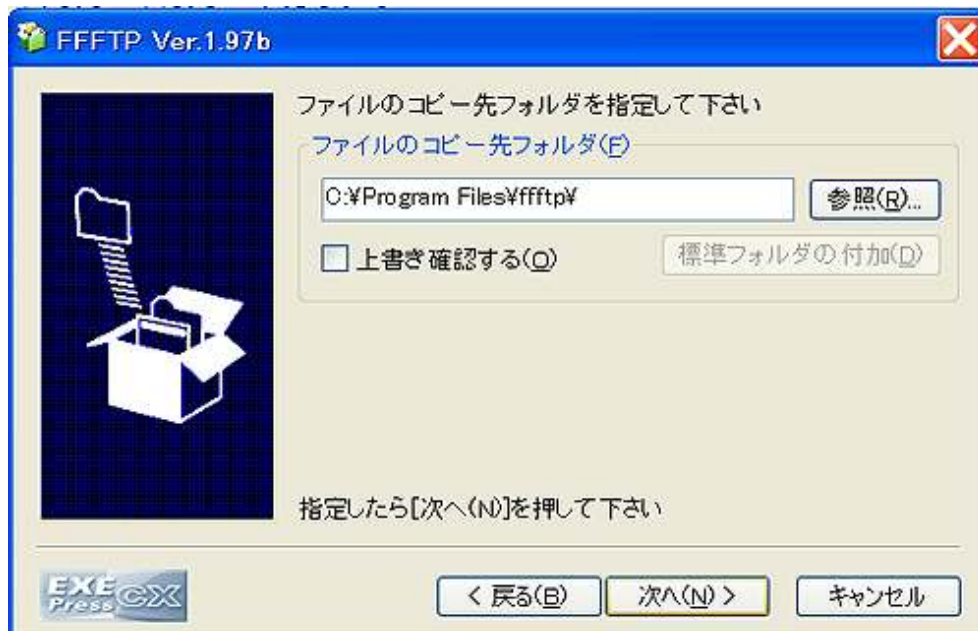 FFFTP Ver.1.97b
ファイルのコピー先フォルダを指定して下さい
ファイルのコピー先フォルダ(F)
C:¥Program Files¥ffftp¥
参照(R)...
上書き確認する(O)
標準フォルダの付加(D)
指定したら[次へ(N)]を押して下さい
EXE
Press CX
< 戻る(B)
次へ(N) >
キャンセル